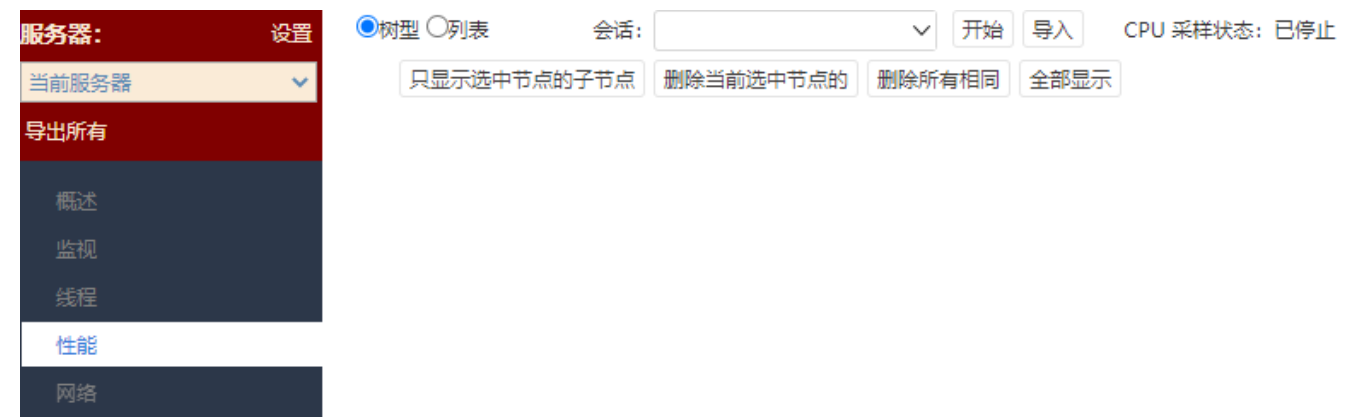 服务器： 设置
当前服务器
导出所有
概述
监视
线程
性能
网络
树型 列表 会话： 开始 导入 CPU 采样状态：已停止
只显示选中节点的子节点 删除当前选中节点的 删除所有相同 全部显示